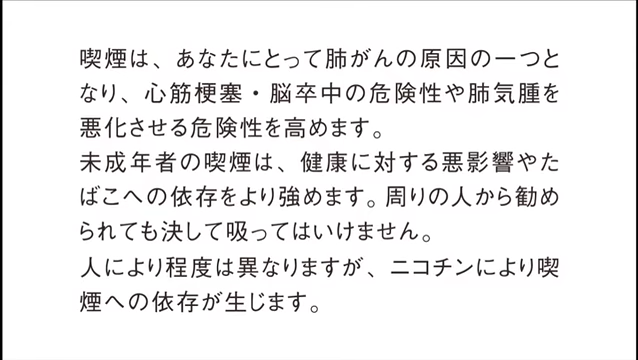 喫煙は、あなたにとって肺がんの原因の一つと
なり、心筋梗塞・脳卒中の危険性や肺気腫を
悪化させる危険性を高めます。
未成年者の喫煙は、健康に対する悪影響やた
ばこへの依存をより強めます。周りの人から勧め
られても決して吸ってはいけません。
人により程度は異なりますが、ニコチンにより喫
煙への依存が生じます。